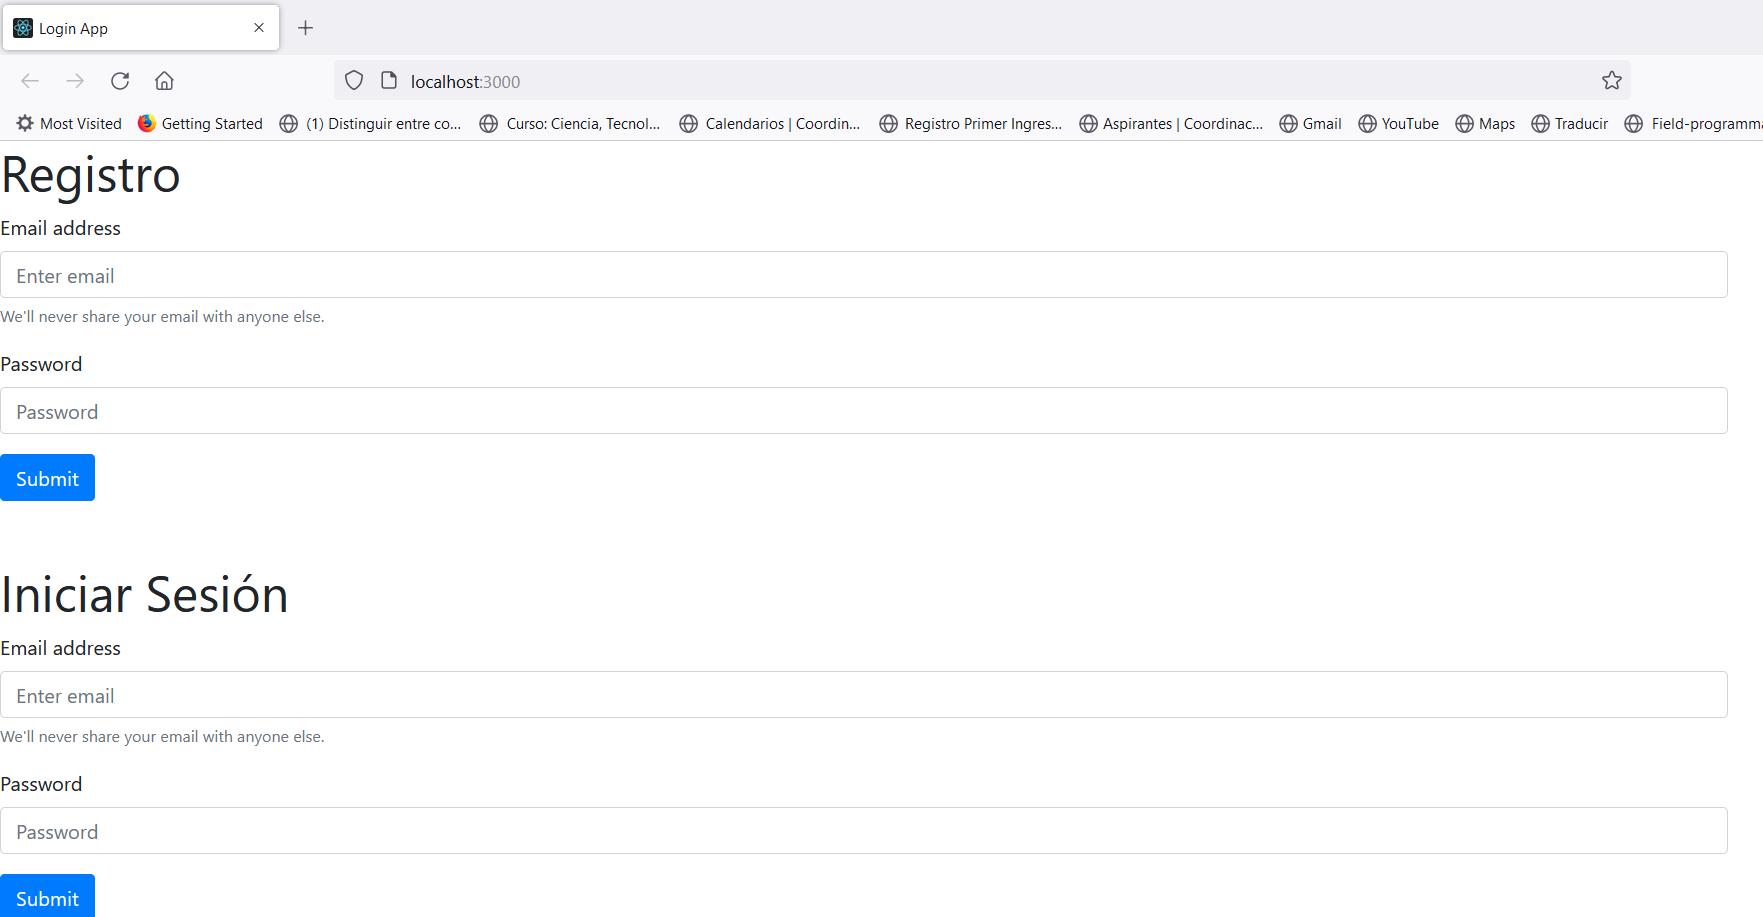 Login App
localhost:3000
Most Visited Getting Started (1) Distinguir entre co... Curso: Ciencia, Tecnol... Calendarios | Coordin... Registro Primer Ingres... Aspirantes | Coordinac... Gmail YouTube Maps Traducir Field-programma
Registro
Email address
Enter email
We'll never share your email with anyone else.
Password
Password
Submit
Iniciar Sesión
Email address
Enter email
We'll never share your email with anyone else.
Password
Password
Submit